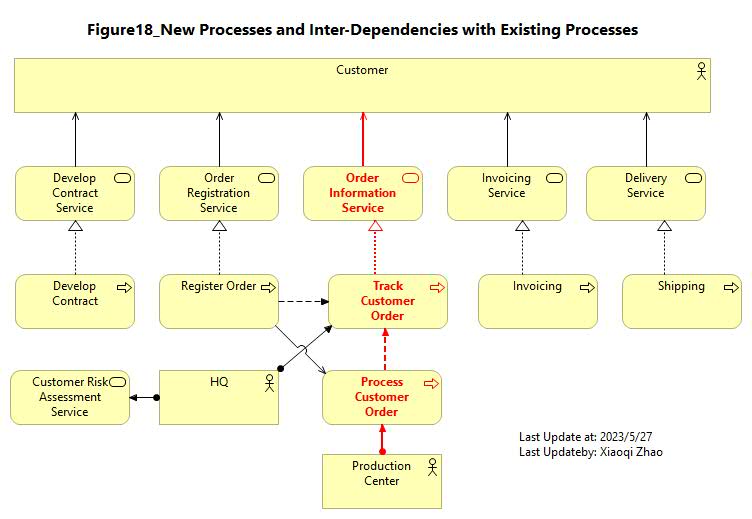 Figure18_New Processes and Inter-Dependencies with Existing Processes
Customer
Develop
Contract
Service
Order
Registration
Service
Order
Information
Service
Invoicing
Service
Delivery
Service
Develop
Contract
Register Order
Track
Customer
Order
Invoicing
Shipping
Customer Risk
Assessment
Service
HQ
Process
Customer
Order
Last Update at: 2023/5/27
Last Updateby: Xiaoqi Zhao
Production
Center